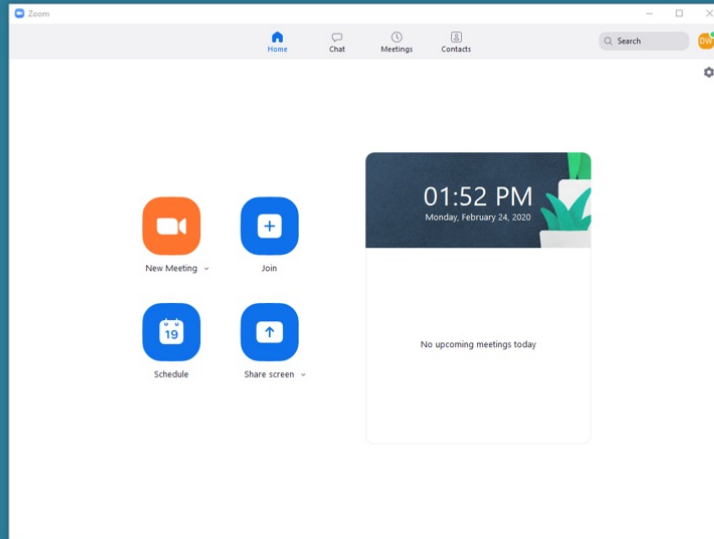 Zoom
Home
Chat
Meetings
Contacts
Search
DW
01:52 PM
Monday, February 24, 2020
New Meeting
Join
19
Schedule
Share screen
No upcoming meetings today